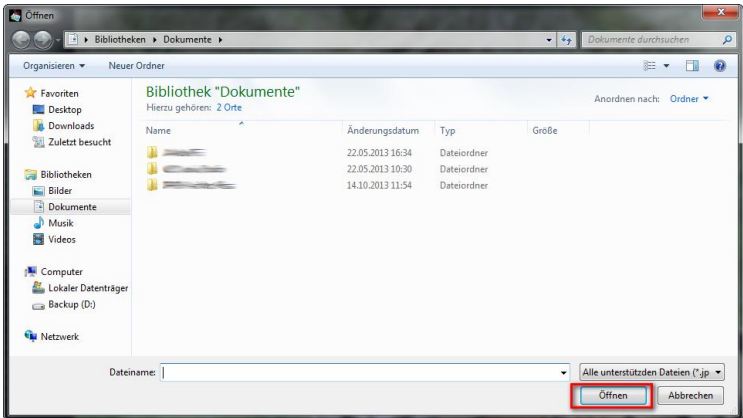 Öffnen
Bibliotheken Dokumente
Dokumente durchsuchen
Organisieren Neuer Ordner
Favoriten
Desktop
Downloads
Zuletzt besucht
Bibliotheken
Bilder
Dokumente
Musik
Videos
Computer
Lokaler Datenträger
Backup (D:)
Netzwerk
Bibliothek "Dokumente"
Hierzu gehören: 2 Orte
Anordnen nach: Ordner
Name Änderungsdatum Typ Größe
22.05.2013 16:34 Dateiordner
22.05.2013 10:30 Dateiordner
14.10.2013 11:54 Dateiordner
Dateiname:
Alle unterstützden Dateien (*.jp
Öffnen Abbrechen